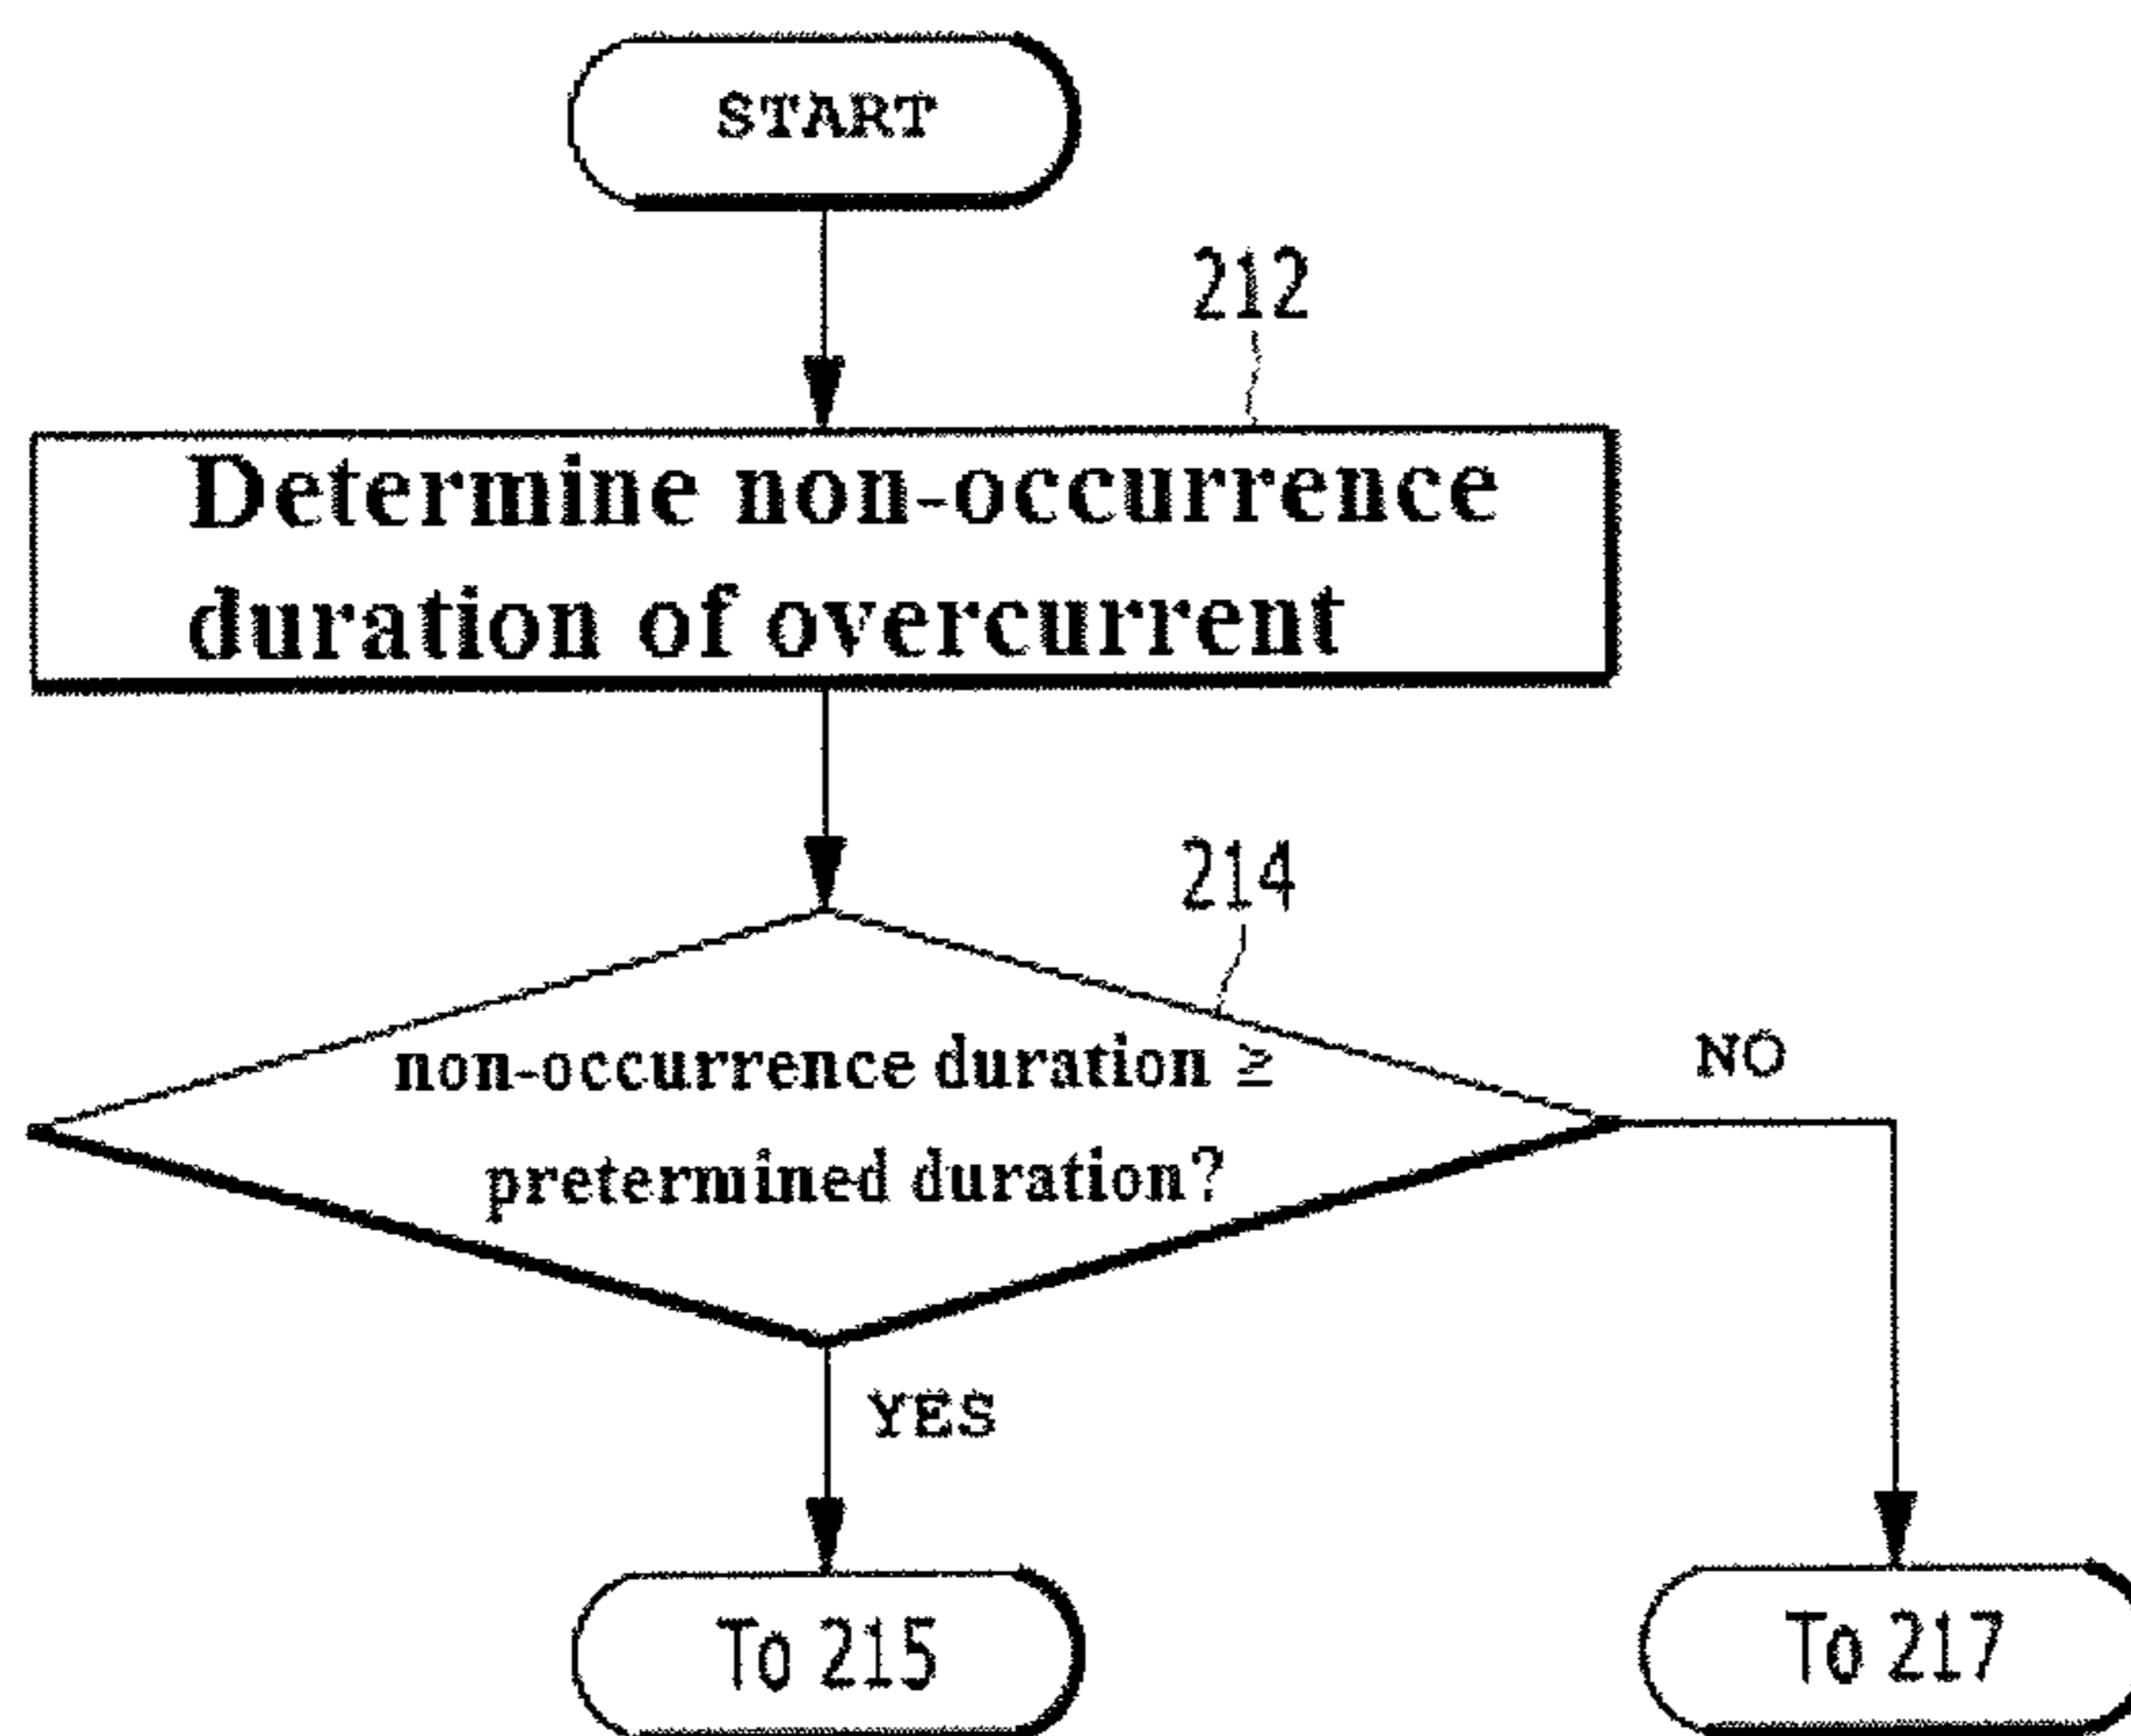 START
212
Determine non-occurrence
duration of overcurrent
214
non-occurrence duration ≥
pretermined duration?
NO
YES
To 215
To 217